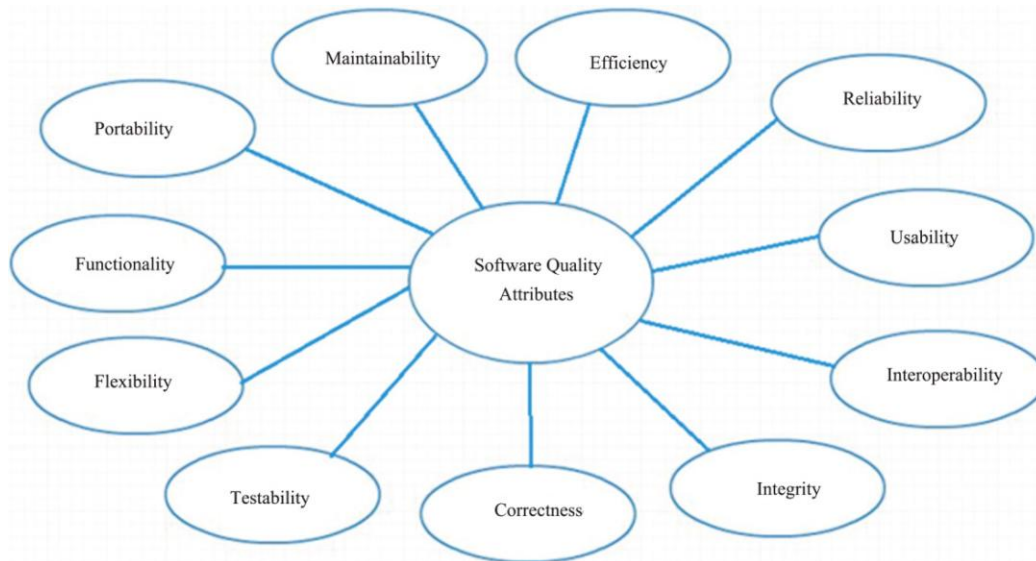 Maintainability
Efficiency
Reliability
Portability
Usability
Functionality
Software Quality
Attributes
Flexibility
Interoperability
Testability
Correctness
Integrity